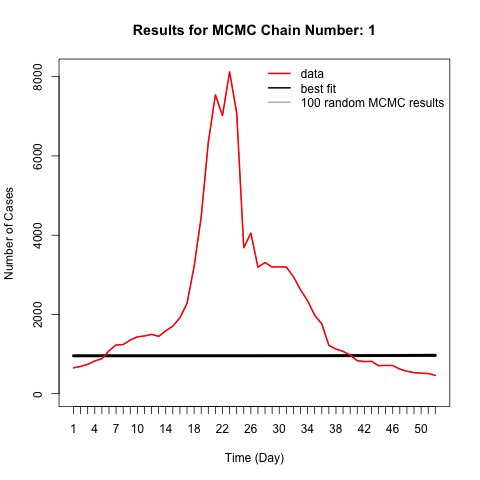 Results for MCMC Chain Number: 1
data
best fit
100 random MCMC results
Number of Cases
8000
6000
4000
2000
0
1 4 7 10 14 18 22 26 30 34 38 42 46 50
Time (Day)